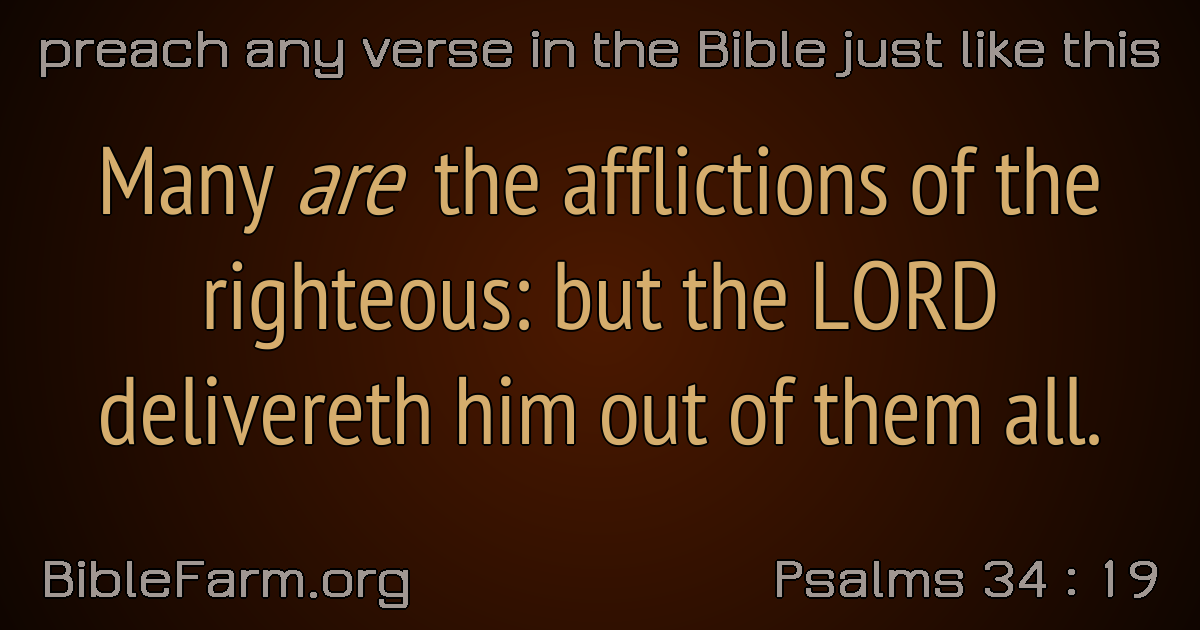 preach any verse in the Bible just like this
Many are the afflictions of the
righteous: but the LORD
delivereth him out of them all.
BibleFarm.org
Psalms 34 : 19